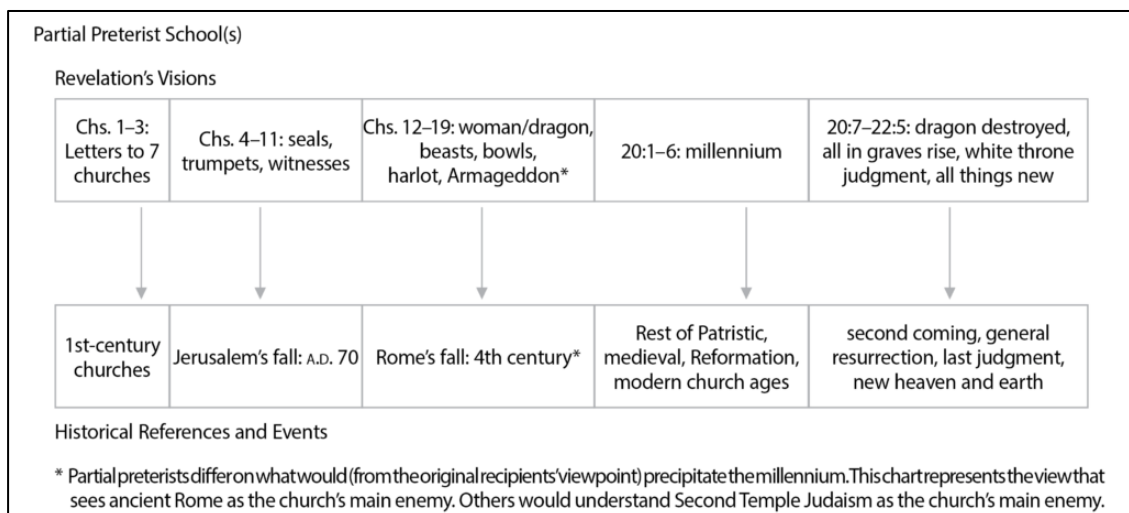 Partial Preterist School(s)
Revelation's Visions
Chs. 1–3:
Letters to 7
churches
Chs. 4–11: seals,
trumpets, witnesses
Chs. 12–19: woman/dragon,
beasts, bowls,
harlot, Armageddon*
20:1–6: millennium
20:7–22:5: dragon destroyed,
all in graves rise, white throne
judgment, all things new
1st-century
churches
Jerusalem's fall: A.D. 70
Rome's fall: 4th century*
Rest of Patristic,
medieval, Reformation,
modern church ages
second coming, general
resurrection, last judgment,
new heaven and earth
Historical References and Events
* Partial preterists differ on what would (from the original recipients' viewpoint) precipitate the millennium. This chart represents the view that
sees ancient Rome as the church's main enemy. Others would understand Second Temple Judaism as the church's main enemy.